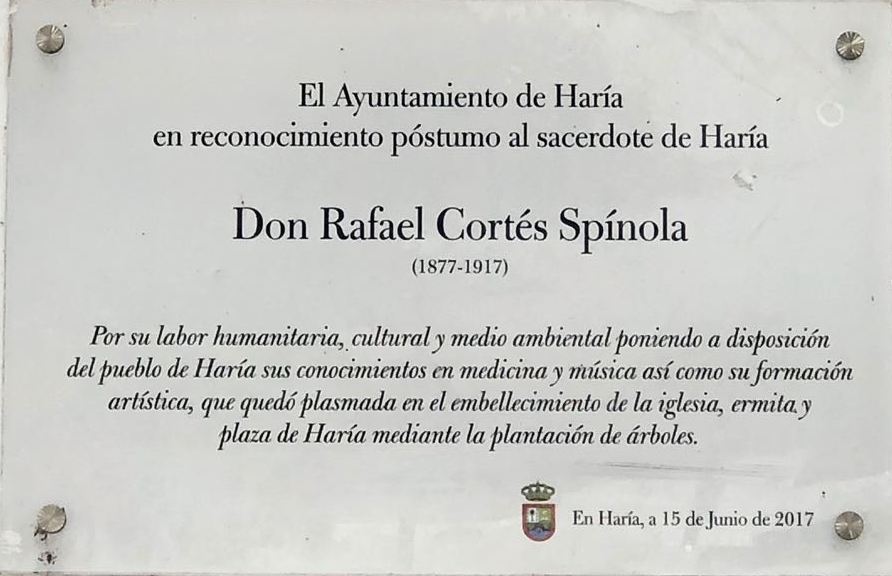 El Ayuntamiento de Haría
en reconocimiento póstumo al sacerdote de Haría
Don Rafael Cortés Spínola
(1877-1917)
Por su labor humanitaria, cultural y medio ambiental poniendo a disposición
del pueblo de Haría sus conocimientos en medicina y música así como su formación
artística, que quedó plasmada en el embellecimiento de la iglesia, ermita y
plaza de Haría mediante la plantación de árboles.
En Haría, a 15 de Junio de 2017